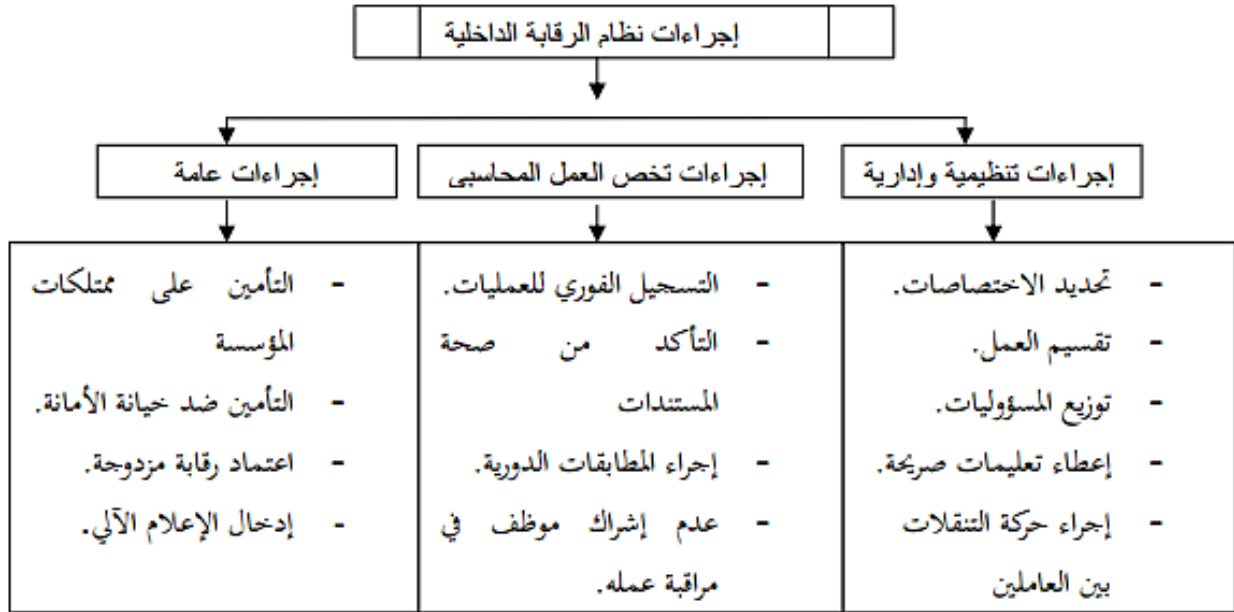 إجراءات نظام الرقابة الداخلية
إجراءات تنظيمية وإدارية
إجراءات تخص العمل المحاسبي
إجراءات عامة
- تحديد الاختصاصات.
- تقسيم العمل.
- توزيع المسؤوليات.
- إعطاء تعليمات صريحة.
- إجراء حركة التنقلات
بين العاملين
- التسجيل الفوري للعمليات.
- التأكد من صحة
المستندات
- إجراء المطابقات الدورية.
- عدم إشراك موظف في
مراقبة عمله.
- التأمين على ممتلكات
المؤسسة
- التأمين ضد خيانة الأمانة.
- اعتماد رقابة مزدوجة.
- إدخال الإعلام الآلي.